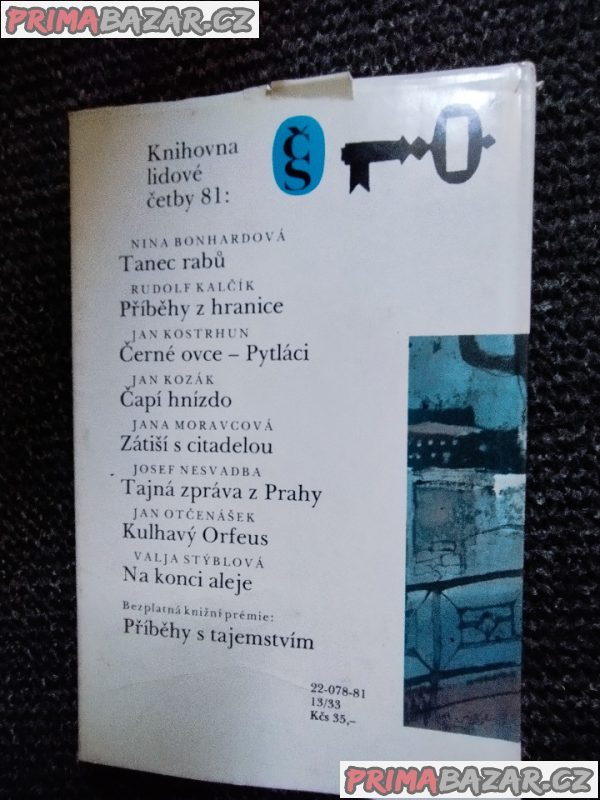 PRIMABAZAR.CZ
PRIMABAZAR.CZ
ČS
Knihovna
lidové
četby 81:
NINA BONHARDOVÁ
Tanec rabů
RUDOLF KALČÍK
Příběhy z hranice
JAN KOSTRHUN
Černé ovce – Pytláci
JAN KOZÁK
Čapí hnízdo
JANA MORAVCOVÁ
Zátiší s citadelou
JOSEF NESVADBA
Tajná zpráva z Prahy
JAN OTČENÁŠEK
Kulhavý Orfeus
VALJA STÝBLOVÁ
Na konci aleje
Bezplatná knižní prémie:
Příběhy s tajemstvím
22-078-81
13/33
Kčs 35,–
PRIMABAZAR.CZ